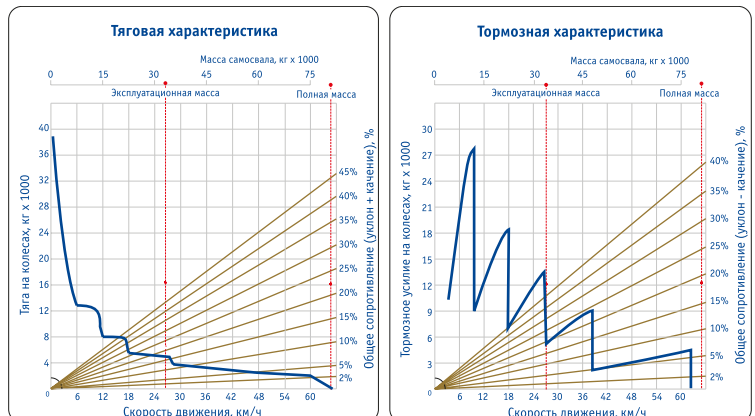 Тяговая характеристика
Масса самосвала, кг x 1000
0 15 30 45 60 75
Эксплуатационная масса
Полная масса
Тяга на колесах, кг x 1000
40
36
32
28
24
20
16
12
8
4
0
45%
40%
35%
30%
25%
20%
15%
10%
5%
2%
Общее сопротивление (уклон + качение), %
6 12 18 24 30 36 42 48 54 60
Скорость движения, км/ч
Тормозная характеристика
Масса самосвала, кг x 1000
0 15 30 45 60 75
Эксплуатационная масса
Полная масса
Тормозное усилие на колесах, кг x 1000
30
27
24
21
18
15
12
9
6
3
0
40%
35%
30%
25%
20%
15%
10%
5%
2%
Общее сопротивление (уклон - качение), %
6 12 18 24 30 36 42 48 54 60
Скорость движения, км/ч